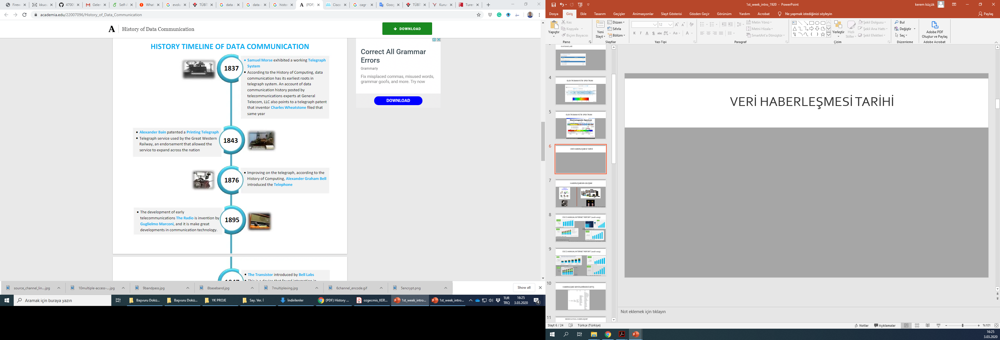 Firew
kkucu
4700
Gelen
Self-A
What
evolu
TÜBİT
data
data
histor
(PDF)
Cisco
cagr
Goog
TÜBİT
Kurur
Turer
academia.edu/22007096/History_of_Data_Communication
A History of Data Communication
DOWNLOAD
HISTORY TIMELINE OF DATA COMMUNICATION
1837
• Samuel Morse exhibited a working Telegraph
System
• According to the History of Computing, data
communication has its earliest roots in
telegraph system. An account of data
communication history posted by
telecommunications experts at General
Telecom, LLC also points to a telegraph patent
that inventor Charles Wheatstone filed that
same year
• Alexander Bain patented a Printing Telegraph
• Telegraph service used by the Great Western
Railway, an endorsement that allowed the
service to expand across the nation
1843
1876
• Improving on the telegraph, according to the
History of Computing, Alexander Graham Bell
introduced the Telephone
• The development of early
telecommunications The Radio is invention by
Guglielmo Marconi, and it is make great
developments in communication technology.
1895
• The Transistor introduced by Bell Labs
Correct All Grammar
Errors
Grammarly
Fix misplaced commas, misused words,
grammar goofs, and more. Try now
DOWNLOAD
source_channel_lin....jpg
10multiple-access-....jpg
9bandpass.jpg
8baseband.jpg
7multiplexing.jpg
6channel_encode.gif
5encrypt.png
Show all
Aramak için buraya yazın
Başvuru Dokü...
Başvuru Dokü...
YK PROJE
Say. Ver. İ
İndirilenler
(PDF) History ...
ozgecmis_KER...
1st_week_intro...
1st_week_intro...
TUR
TRQ
16:25
3.03.2020
4
1st_week_intro_1920 - PowerPoint
kerem küçük
Dosya Giriş Ekle Tasarım Geçişler Animasyonlar Slayt Gösterisi Gözden Geçir Görünüm Yardım Acrobat Ne yapmak istediğinizi söyleyin
Paylaş
Yapıştır
Kes
Kopyala
Biçim Boyacısı
Pano
Yeni
Slayt
Düzen
Sıfırla
Bölüm
Slaytlar
12
K T A S abc AV Aa A
Yazı Tipi
Metin Yönü
Metni Hizala
SmartArt'a Dönüştür
Paragraf
Yerleştir
Hızlı
Stiller
Şekil Dolgusu
Şekil Ana Hattı
Şekil Efektleri
Çizim
Bul
Değiştir
Seç
Düzenleme
Adobe PDF
Oluştur ve Paylaş
Adobe Acrobat
KAYNAKLAR
4
ELEKTROMANYETİK SPEKTRUM
5
ELEKTROMANYETİK SPEKTRUM
Electromagnetic Spectrum
6
VERİ HABERLEŞMESİ TARİHİ
7
HABERLEŞMENİN GELİŞİMİ
8
CISCO ANNUAL INTERNET REPORT (2018-2023)
9
CISCO ANNUAL INTERNET REPORT (2018-2023)
10
HABERLEŞME SERVİSLERİNDEKİ ARTIŞ
11
NEDEN SAYISAL HABERLEŞME?
VERİ HABERLEŞMESİ TARİHİ
Not eklemek için tıklayın
Slayt 6 / 24
Türkçe (Türkiye)
Notlar
Açıklamalar
%101
16:25
3.03.2020